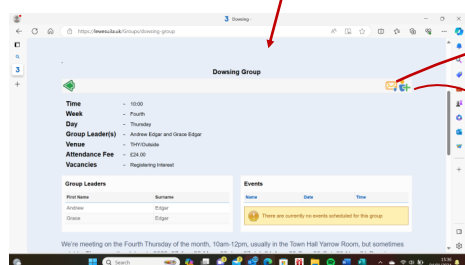 3 Dowsing -
https://lewesu3a.uk/Groups/dowsing-group
Dowsing Group
Time - 10:00
Week - Fourth
Day - Thursday
Group Leader(s) - Andrew Edgar and Grace Edgar
Venue - THY/Outside
Attendance Fee - £24.00
Vacancies - Registering Interest
Group Leaders
First Name Surname
Andrew Edgar
Grace Edgar
Events
Name Date Time
There are currently no events scheduled for this group
We're meeting on the Fourth Thursday of the month, 10am-12pm, usually in the Town Hall Yarrow Room, but sometimes
Search
15:36